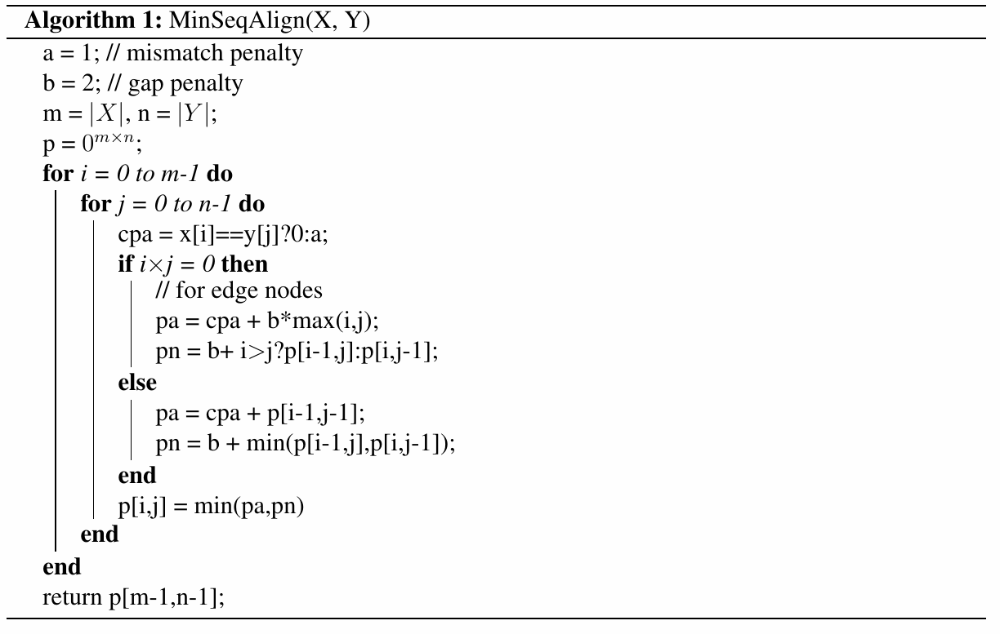 Algorithm 1: MinSeqAlign(X, Y)
a = 1; // mismatch penalty
b = 2; // gap penalty
m = |X|, n = |Y|;
p = 0^{m×n};
for i = 0 to m-1 do
for j = 0 to n-1 do
cpa = x[i]==y[j]?0:a;
if i×j = 0 then
// for edge nodes
pa = cpa + b*max(i,j);
pn = b+ i>j?p[i-1,j]:p[i,j-1];
else
pa = cpa + p[i-1,j-1];
pn = b + min(p[i-1,j],p[i,j-1]);
end
p[i,j] = min(pa,pn)
end
end
return p[m-1,n-1];